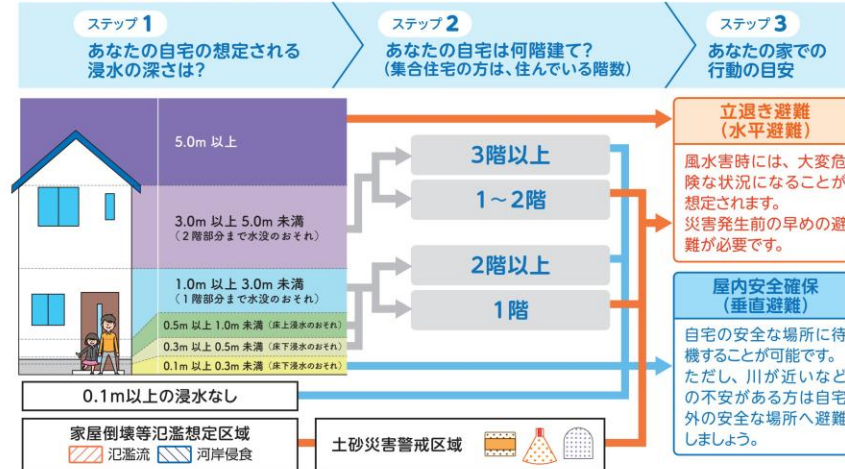 ステップ 1
あなたの自宅の想定される
浸水の深さは?
ステップ 2
あなたの自宅は何階建て?
(集合住宅の方は、住んでいる階数)
ステップ 3
あなたの家での
行動の目安
5.0m 以上
3.0m 以上 5.0m 未満
(2階部分まで水没のおそれ)
1.0m 以上 3.0m 未満
(1階部分まで水没のおそれ)
0.5m 以上 1.0m 未満(床上浸水のおそれ)
0.3m 以上 0.5m 未満(床下浸水のおそれ)
0.1m 以上 0.3m 未満(床下浸水のおそれ)
0.1m以上の浸水なし
3階以上
1~2階
2階以上
1階
立退き避難
(水平避難)
風水害時には、大変危
険な状況になることが
想定されます。
災害発生前の早めの避
難が必要です。
屋内安全確保
(垂直避難)
自宅の安全な場所に待
機することが可能です。
ただし、川が近いなど
の不安がある方は自宅
外の安全な場所へ避難
しましょう。
家屋倒壊等氾濫想定区域
氾濫流 河岸侵食
土砂災害警戒区域